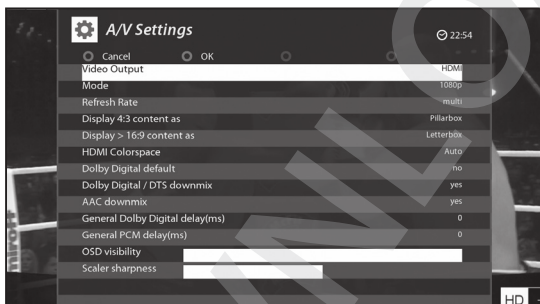 A/V Settings
22:54
Cancel OK
Video Output HDMI
Mode 1080p
Refresh Rate multi
Display 4:3 content as Pillarbox
Display > 16:9 content as Letterbox
HDMI Colorspace Auto
Dolby Digital default no
Dolby Digital / DTS downmix yes
AAC downmix yes
General Dolby Digital delay(ms) 0
General PCM delay(ms) 0
OSD visibility
Scaler sharpness
HD